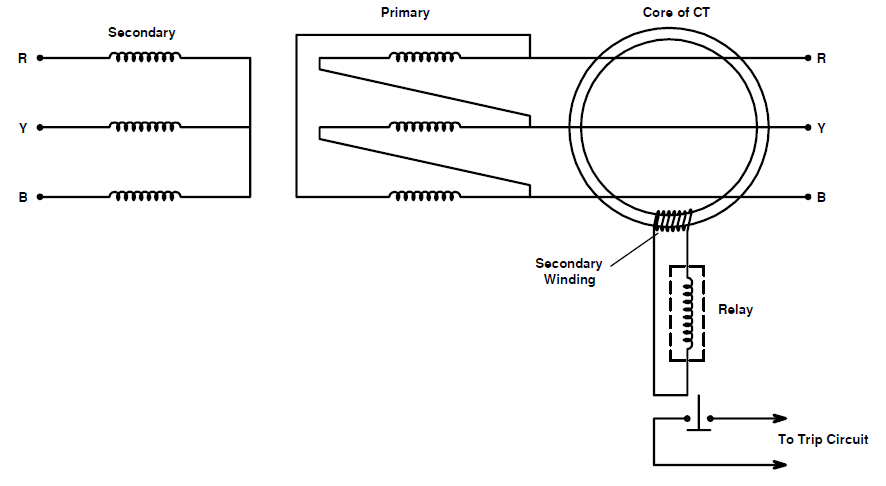 Primary
Core of CT
Secondary
R
R
Y
Y
B
B
Secondary
Winding
Relay
To Trip Circuit